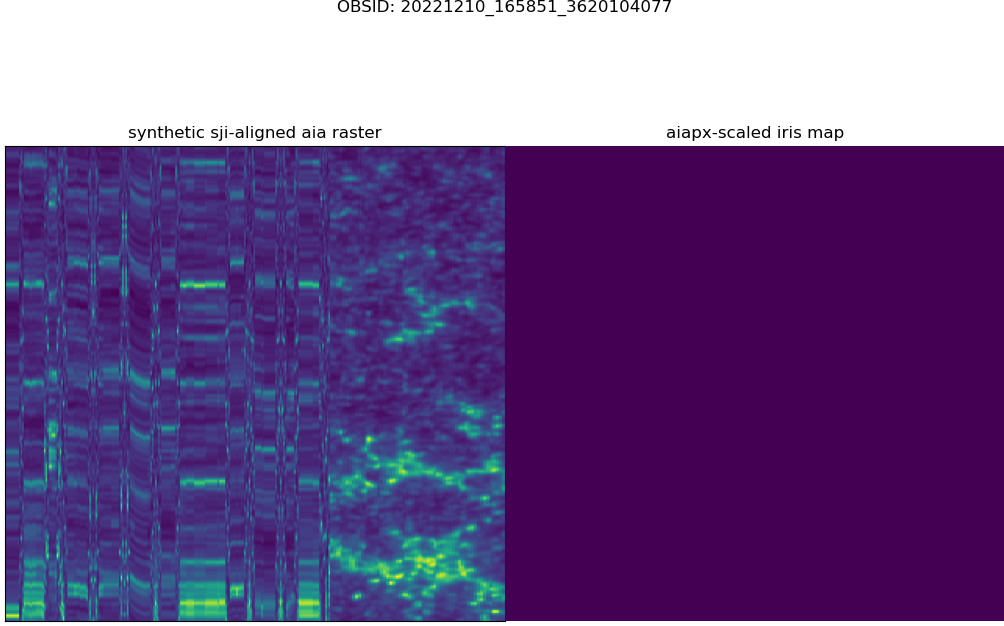 OBSID: 20221210_165851_3620104077
synthetic sji-aligned aia raster
aiapx-scaled iris map